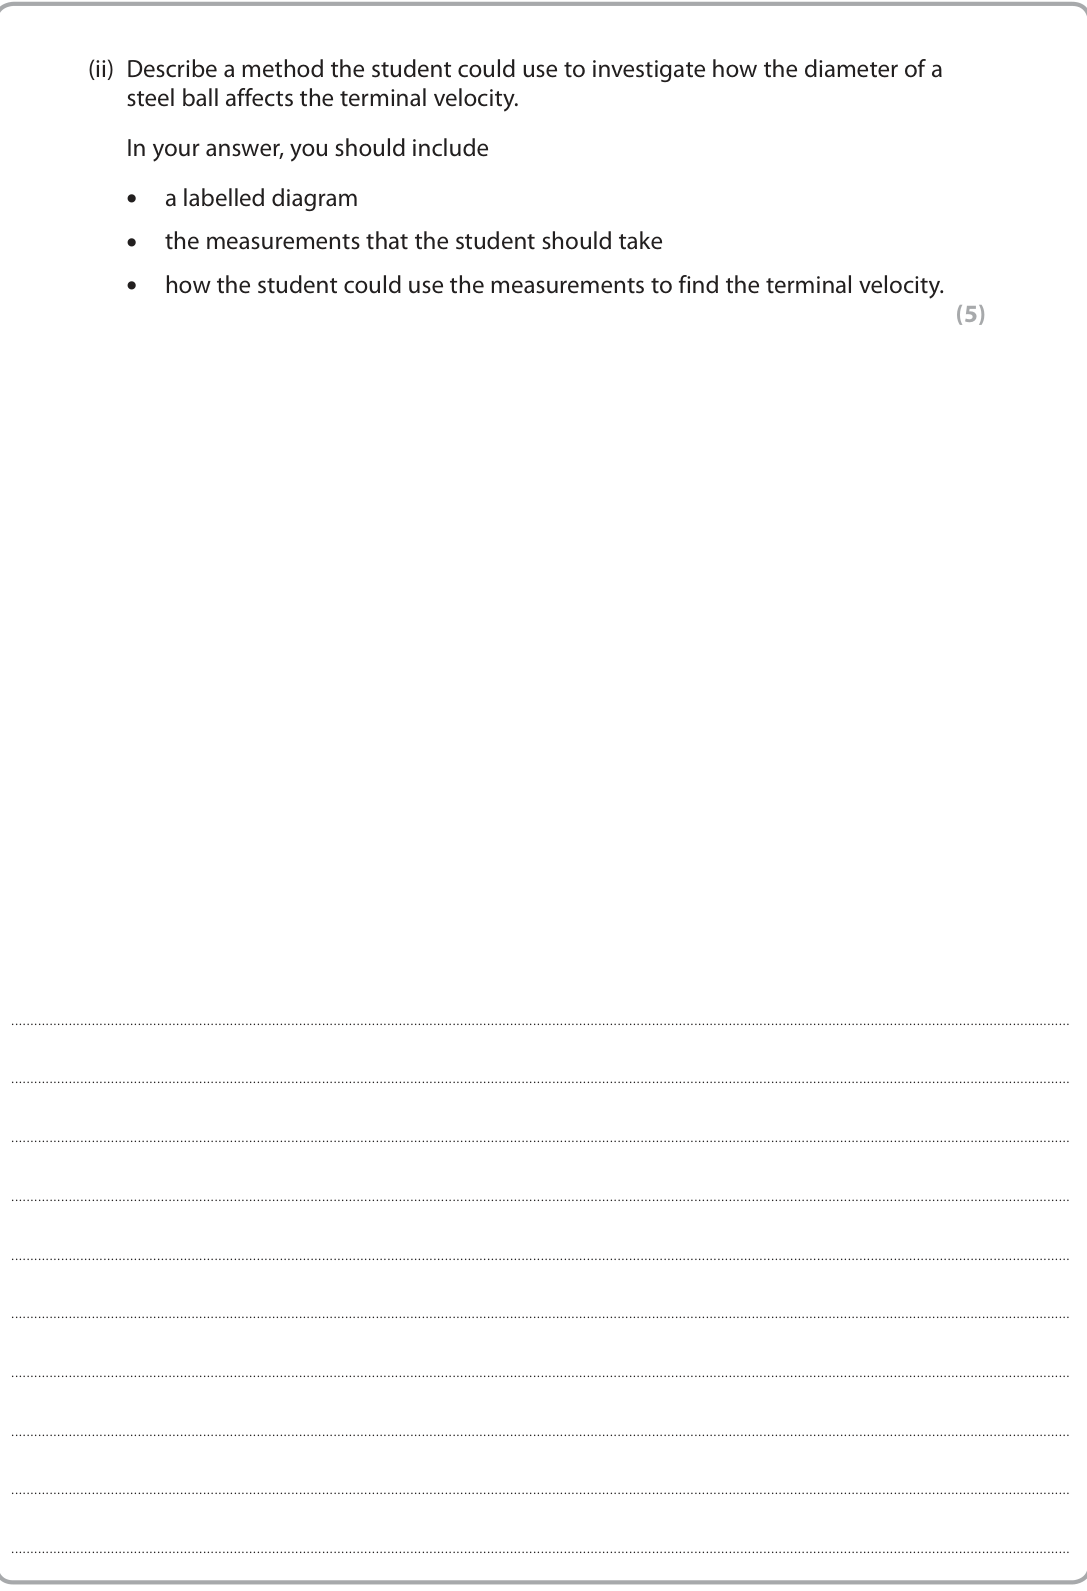 (ii) Describe a method the student could use to investigate how the diameter of a
steel ball affects the terminal velocity.
In your answer, you should include
• a labelled diagram
• the measurements that the student should take
• how the student could use the measurements to find the terminal velocity.
(5)